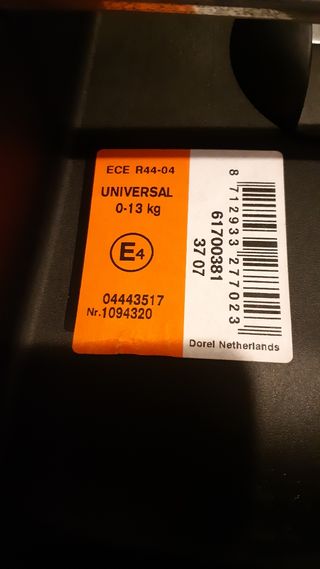 ECE R44-04
UNIVERSAL
0-13 kg
E4
04443517
Nr.1094320
61700381
37 07
8 712933 277023
Dorel Netherlands